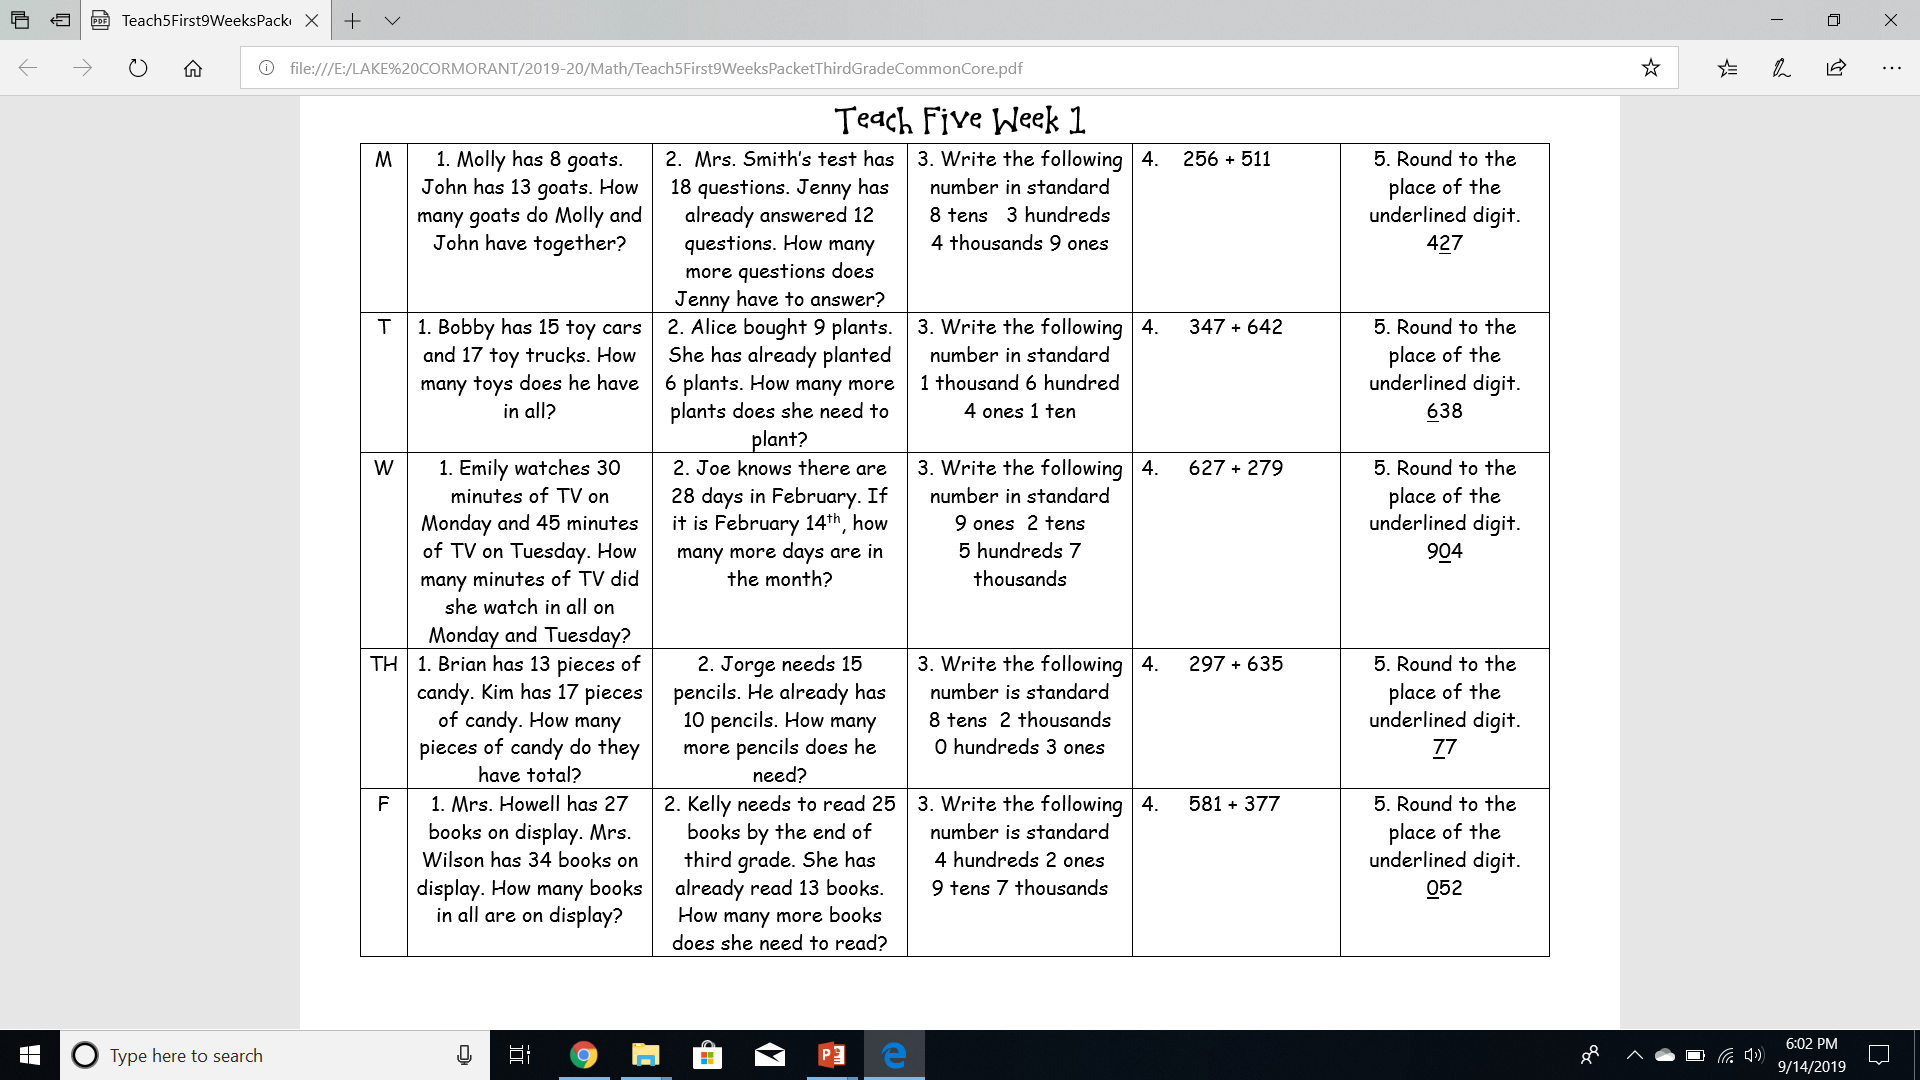 Teach5First9WeeksPack
file:///E:/LAKE%20CORMORANT/2019-20/Math/Teach5First9WeeksPacketThirdGradeCommonCore.pdf
Teach Five Week 1
M
1. Molly has 8 goats.
John has 13 goats. How
many goats do Molly and
John have together?
2. Mrs. Smith's test has
18 questions. Jenny has
already answered 12
questions. How many
more questions does
Jenny have to answer?
3. Write the following
number in standard
8 tens 3 hundreds
4 thousands 9 ones
4. 256 + 511
5. Round to the
place of the
underlined digit.
427
T
1. Bobby has 15 toy cars
and 17 toy trucks. How
many toys does he have
in all?
2. Alice bought 9 plants.
She has already planted
6 plants. How many more
plants does she need to
plant?
3. Write the following
number in standard
1 thousand 6 hundred
4 ones 1 ten
4. 347 + 642
5. Round to the
place of the
underlined digit.
638
W
1. Emily watches 30
minutes of TV on
Monday and 45 minutes
of TV on Tuesday. How
many minutes of TV did
she watch in all on
Monday and Tuesday?
2. Joe knows there are
28 days in February. If
it is February 14th, how
many more days are in
the month?
3. Write the following
number in standard
9 ones 2 tens
5 hundreds 7
thousands
4. 627 + 279
5. Round to the
place of the
underlined digit.
904
TH
1. Brian has 13 pieces of
candy. Kim has 17 pieces
of candy. How many
pieces of candy do they
have total?
2. Jorge needs 15
pencils. He already has
10 pencils. How many
more pencils does he
need?
3. Write the following
number is standard
8 tens 2 thousands
0 hundreds 3 ones
4. 297 + 635
5. Round to the
place of the
underlined digit.
77
F
1. Mrs. Howell has 27
books on display. Mrs.
Wilson has 34 books on
display. How many books
in all are on display?
2. Kelly needs to read 25
books by the end of
third grade. She has
already read 13 books.
How many more books
does she need to read?
3. Write the following
number is standard
4 hundreds 2 ones
9 tens 7 thousands
4. 581 + 377
5. Round to the
place of the
underlined digit.
052
Type here to search
6:02 PM
9/14/2019